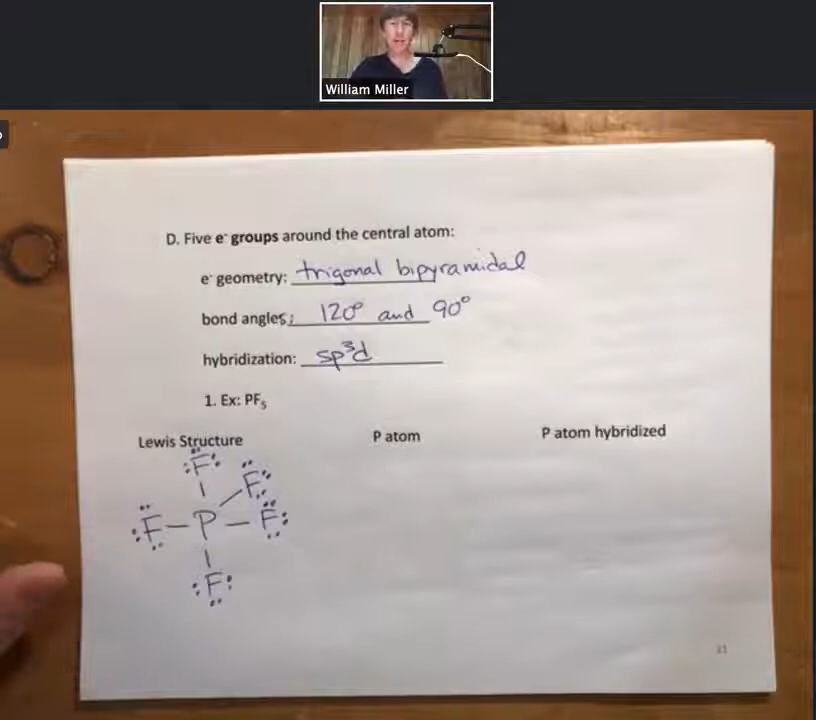 William Miller
D. Five e⁻ groups around the central atom:
e⁻ geometry: trigonal bipyramidal
bond angles: 120° and 90°
hybridization: sp³d
1. Ex: PF₅
Lewis Structure P atom P atom hybridized
:F:
F
:F – P – F:
:F:
31